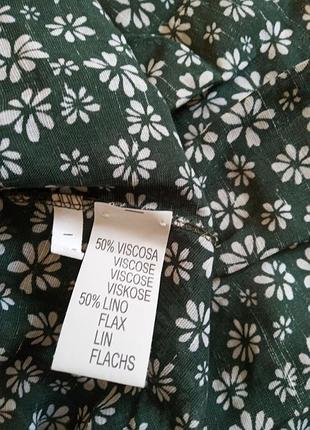 50% VISCOSA
VISCOSE
VISCOSE
VISKOSE
50% LINO
FLAX
LIN
FLACHS